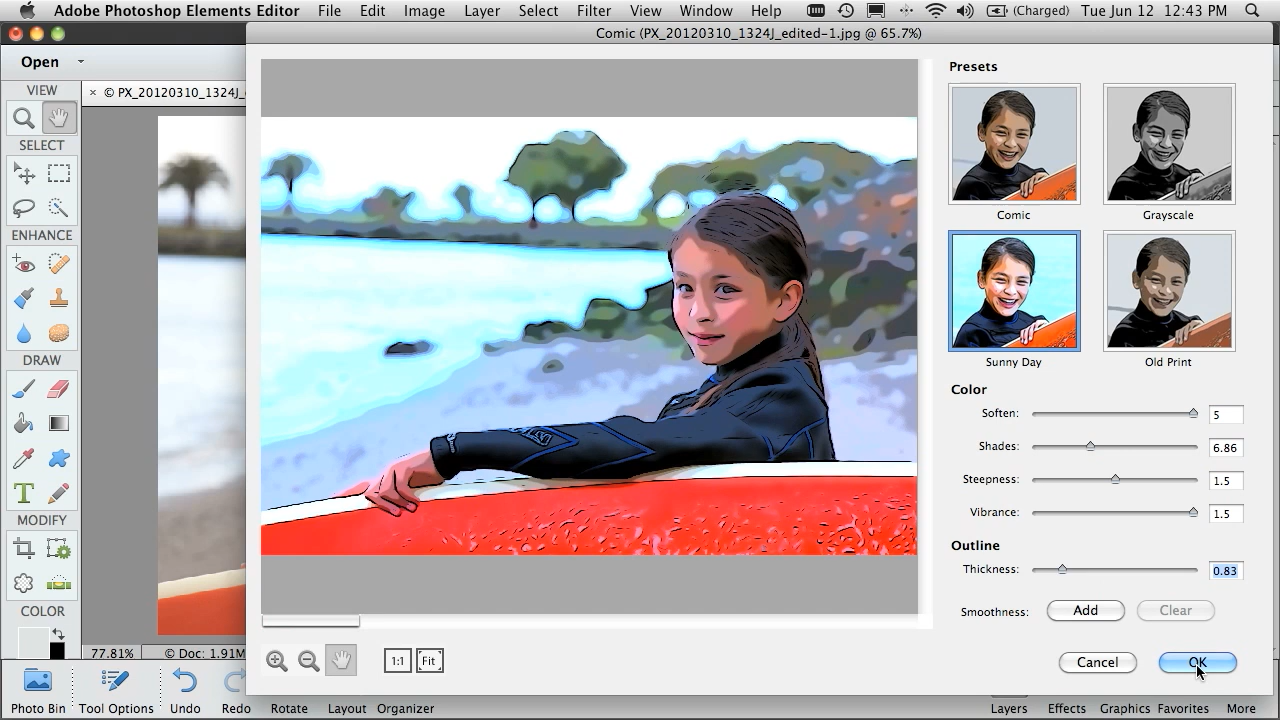 Adobe Photoshop Elements Editor File Edit Image Layer Select Filter View Window Help (Charged) Tue Jun 12 12:43 PM
Comic (PX_20120310_1324J_edited-1.jpg @ 65.7%)
Open
× © PX_20120310_1324J_
VIEW
SELECT
ENHANCE
DRAW
T
MODIFY
COLOR
77.81% © Doc: 1.91M
Presets
Comic Grayscale
Sunny Day Old Print
Color
Soften: 5
Shades: 6.86
Steepness: 1.5
Vibrance: 1.5
Outline
Thickness: 0.83
Smoothness: Add Clear
1:1 Fit
Cancel OK
Photo Bin Tool Options Undo Redo Rotate Layout Organizer Layers Effects Graphics Favorites More